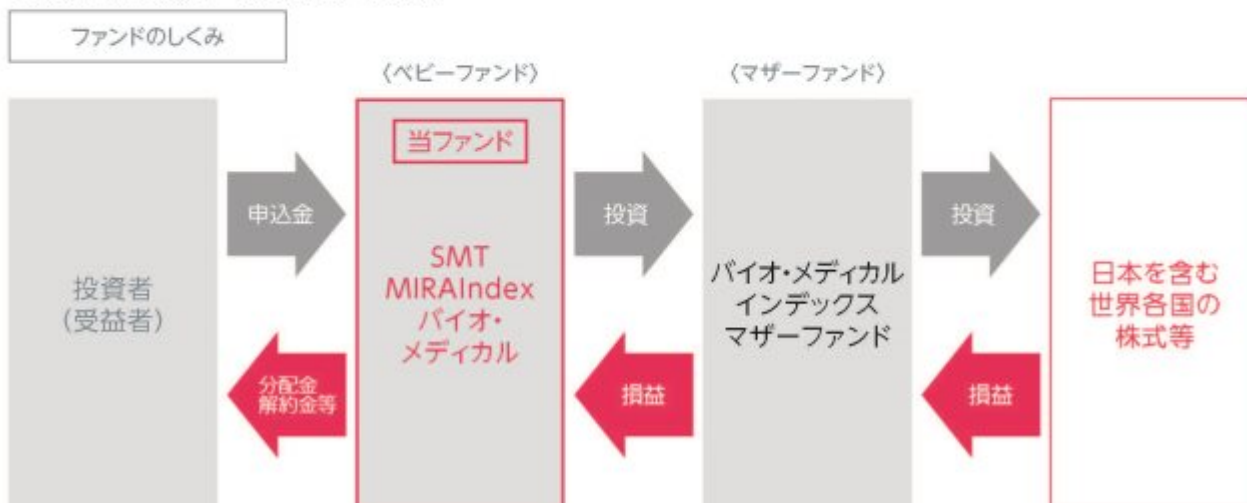 ファンドのしくみ
〈ベビーファンド〉
〈マザーファンド〉
投資者
(受益者)
申込金
分配金
解約金等
当ファンド
SMT
MIRAIndex
バイオ・
メディカル
投資
損益
バイオ・メディカル
インデックス
マザーファンド
投資
損益
日本を含む
世界各国の
株式等